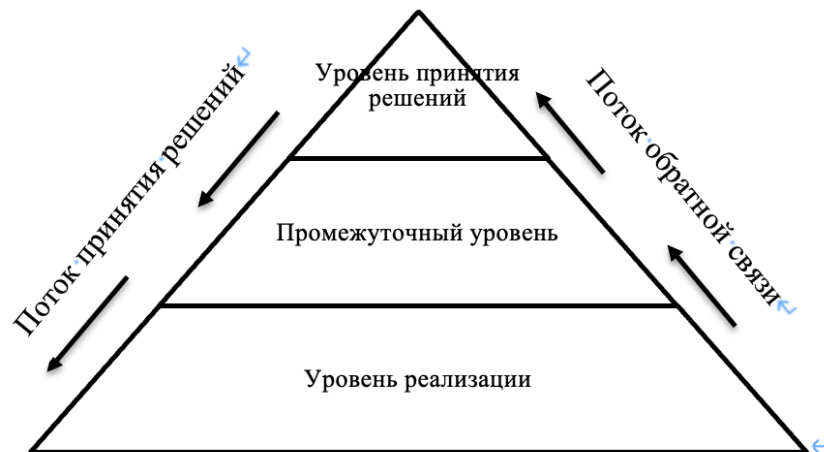 Уровень принятия
решений
Поток принятия решений
Поток обратной связи
Промежуточный уровень
Уровень реализации